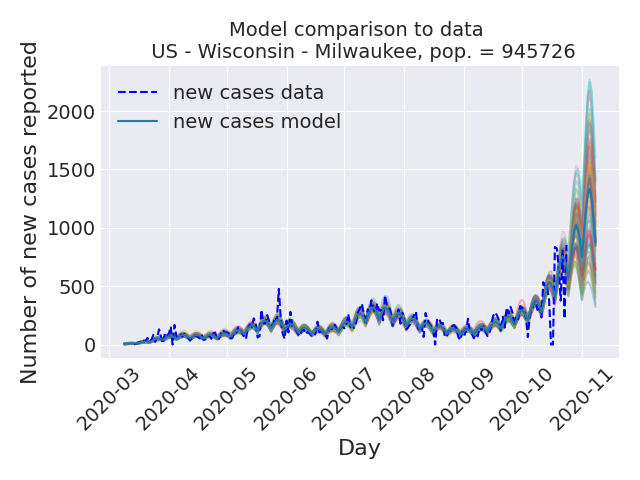 Model comparison to data
US - Wisconsin - Milwaukee, pop. = 945726
Number of new cases reported
new cases data
new cases model
2000
1500
1000
500
0
2020-03
2020-04
2020-05
2020-06
2020-07
2020-08
2020-09
2020-10
2020-11
Day